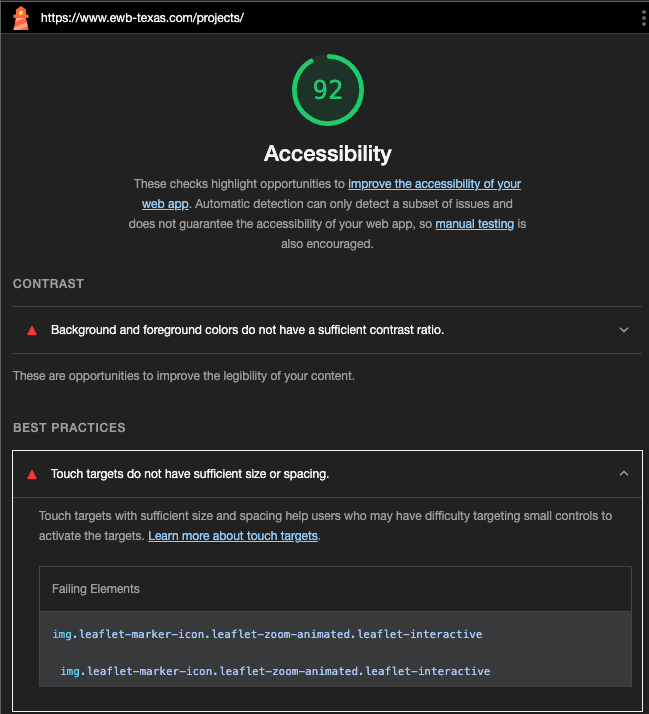 https://www.ewb-texas.com/projects/
92
Accessibility
These checks highlight opportunities to improve the accessibility of your
web app. Automatic detection can only detect a subset of issues and
does not guarantee the accessibility of your web app, so manual testing is
also encouraged.
CONTRAST
Background and foreground colors do not have a sufficient contrast ratio.
These are opportunities to improve the legibility of your content.
BEST PRACTICES
Touch targets do not have sufficient size or spacing.
Touch targets with sufficient size and spacing help users who may have difficulty targeting small controls to
activate the targets. Learn more about touch targets.
Failing Elements
img.leaflet-marker-icon.leaflet-zoom-animated.leaflet-interactive
img.leaflet-marker-icon.leaflet-zoom-animated.leaflet-interactive